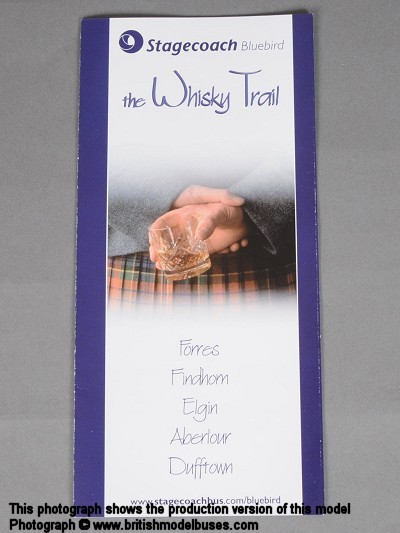 Stagecoach Bluebird
the Whisky Trail
Forres
Findhorn
Elgin
Aberlour
Dufftown
www.stagecoachbus.com/bluebird
This photograph shows the production version of this model
Photograph © www.britishmodelbuses.com